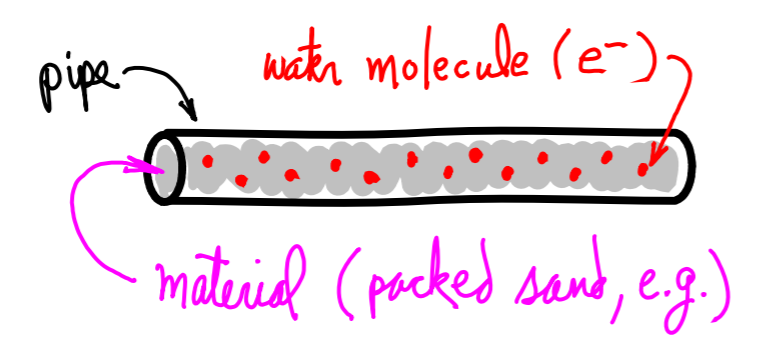 water molecule (e⁻)
pipe
material (packed sand, e.g.)